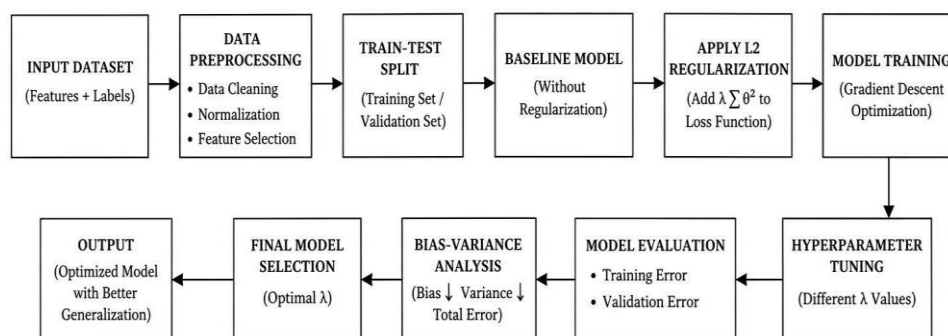 INPUT DATASET
(Features + Labels)
DATA
PREPROCESSING
• Data Cleaning
• Normalization
• Feature Selection
TRAIN-TEST
SPLIT
(Training Set /
Validation Set)
BASELINE MODEL
(Without
Regularization)
APPLY L2
REGULARIZATION
(Add λ ∑ θ² to
Loss Function)
MODEL TRAINING
(Gradient Descent
Optimization)
HYPERPARAMETER
TUNING
(Different λ Values)
MODEL EVALUATION
• Training Error
• Validation Error
BIAS-VARIANCE
ANALYSIS
(Bias ↓ Variance ↓
Total Error)
FINAL MODEL
SELECTION
(Optimal λ)
OUTPUT
(Optimized Model
with Better
Generalization)